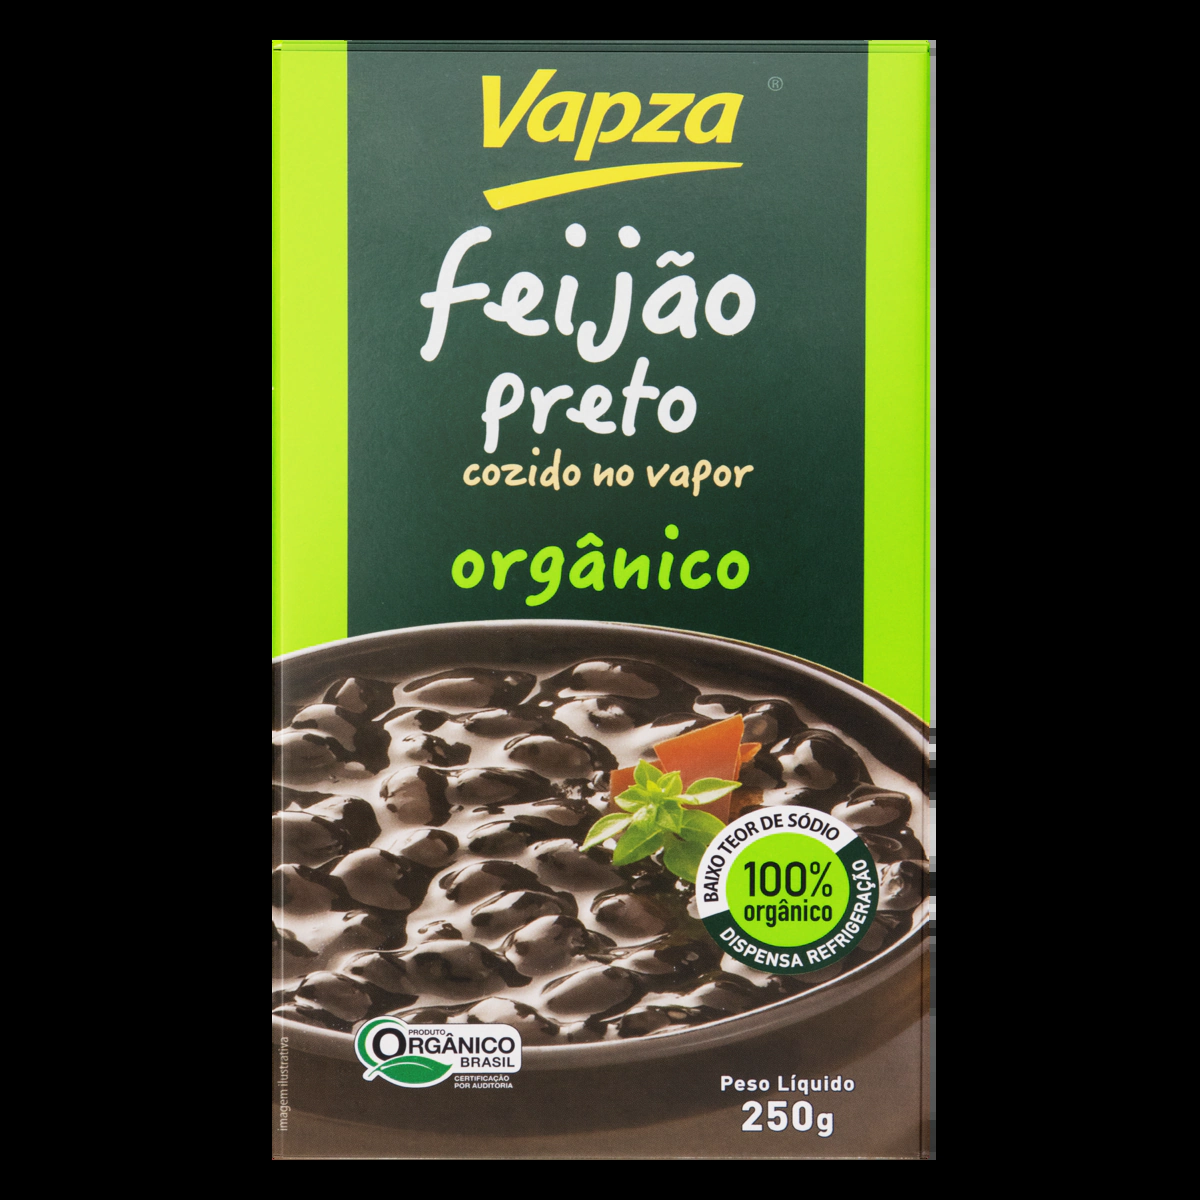 Vapza ®
feijão
preto
cozido no vapor
orgânico
BAIXO TEOR DE SÓDIO
100%
orgânico
DISPENSA REFRIGERAÇÃO
PRODUTO
ORGÂNICO
BRASIL
CERTIFICAÇÃO
POR AUDITORIA
imagem ilustrativa
Peso Líquido
250g